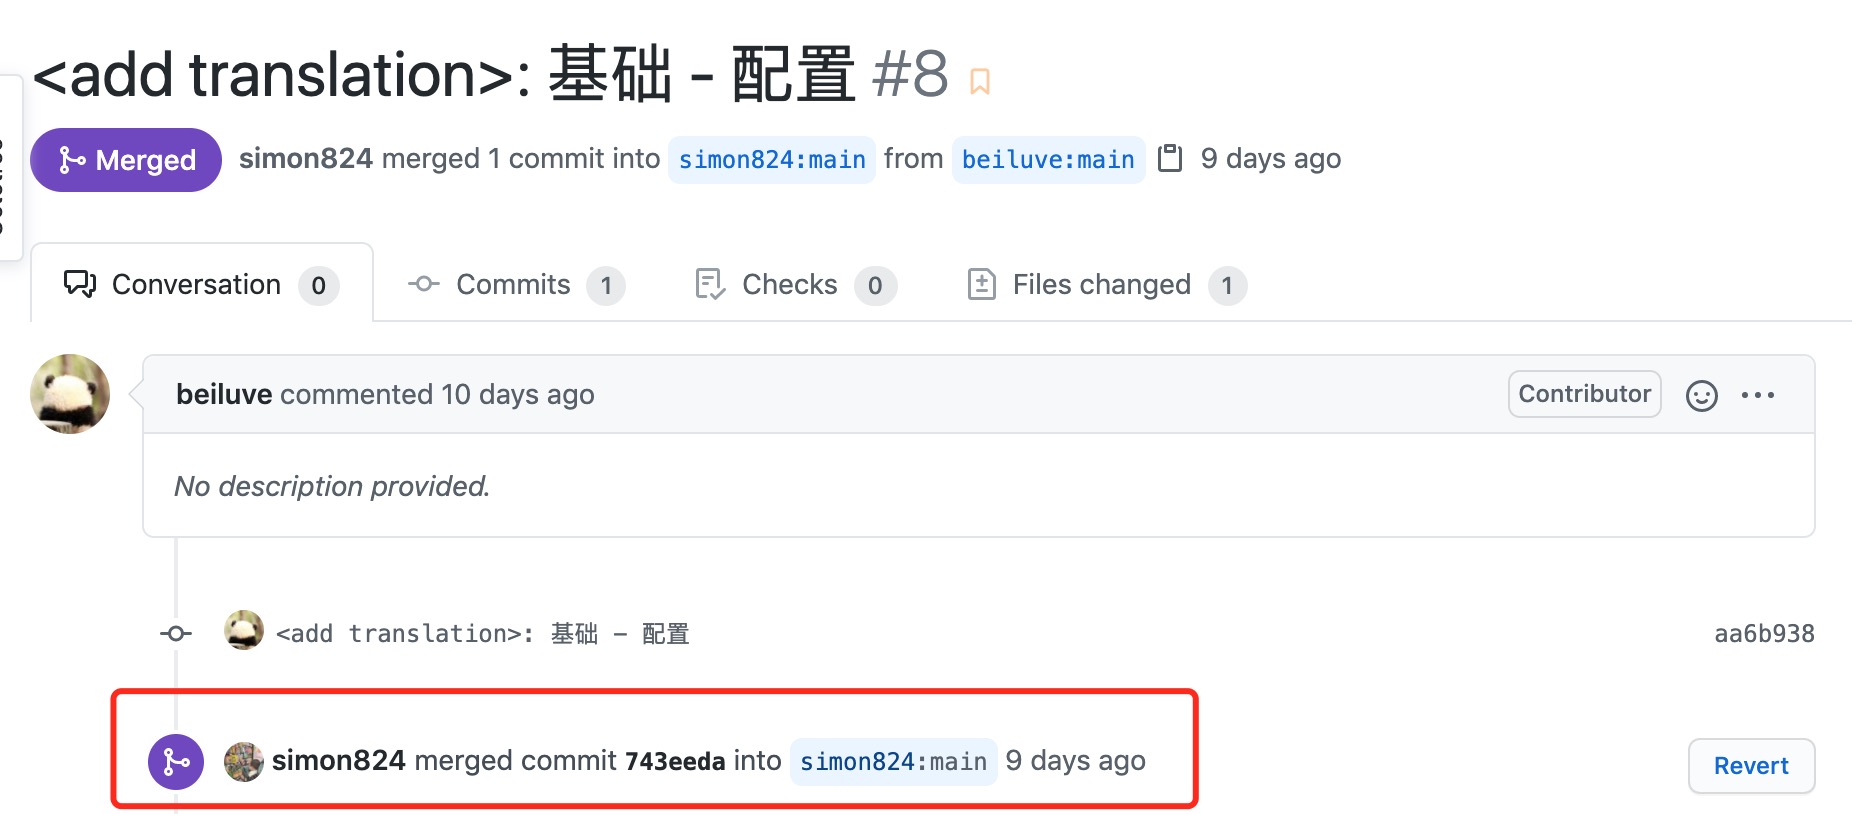 <add translation>: 基础 - 配置 #8
Merged simon824 merged 1 commit into simon824:main from beiluve:main 9 days ago
Conversation 0 Commits 1 Checks 0 Files changed 1
beiluve commented 10 days ago Contributor
No description provided.
<add translation>: 基础 - 配置 aa6b938
simon824 merged commit 743eeda into simon824:main 9 days ago Revert